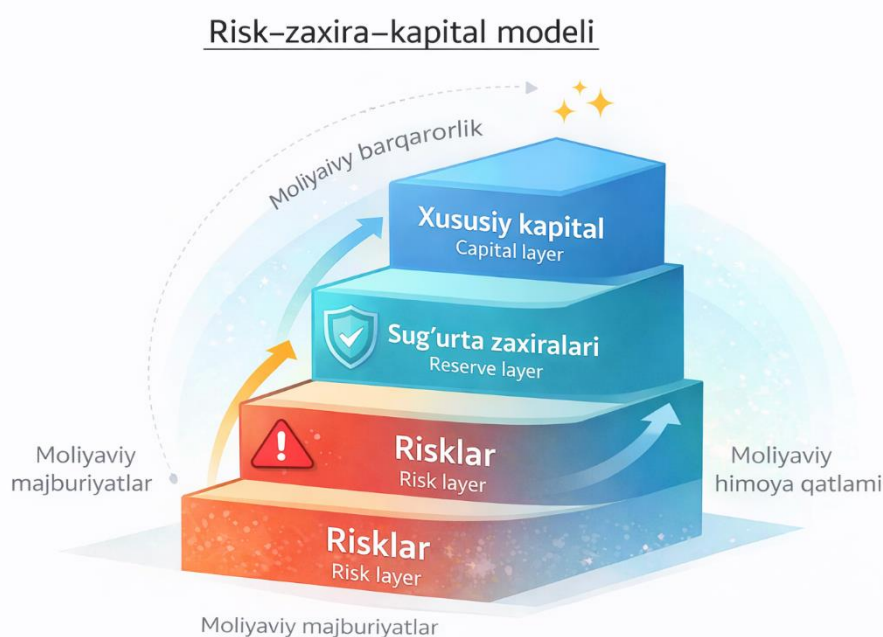 Risk–zaxira–kapital modeli
Moliyaivy barqarorlik
Xususiy kapital
Capital layer
Sug'urta zaxiralari
Reserve layer
Risklar
Risk layer
Moliyaviy
majburiyatlar
Moliyaviy
himoya qatlami
Risklar
Risk layer
Moliyaviy majburiyatlar